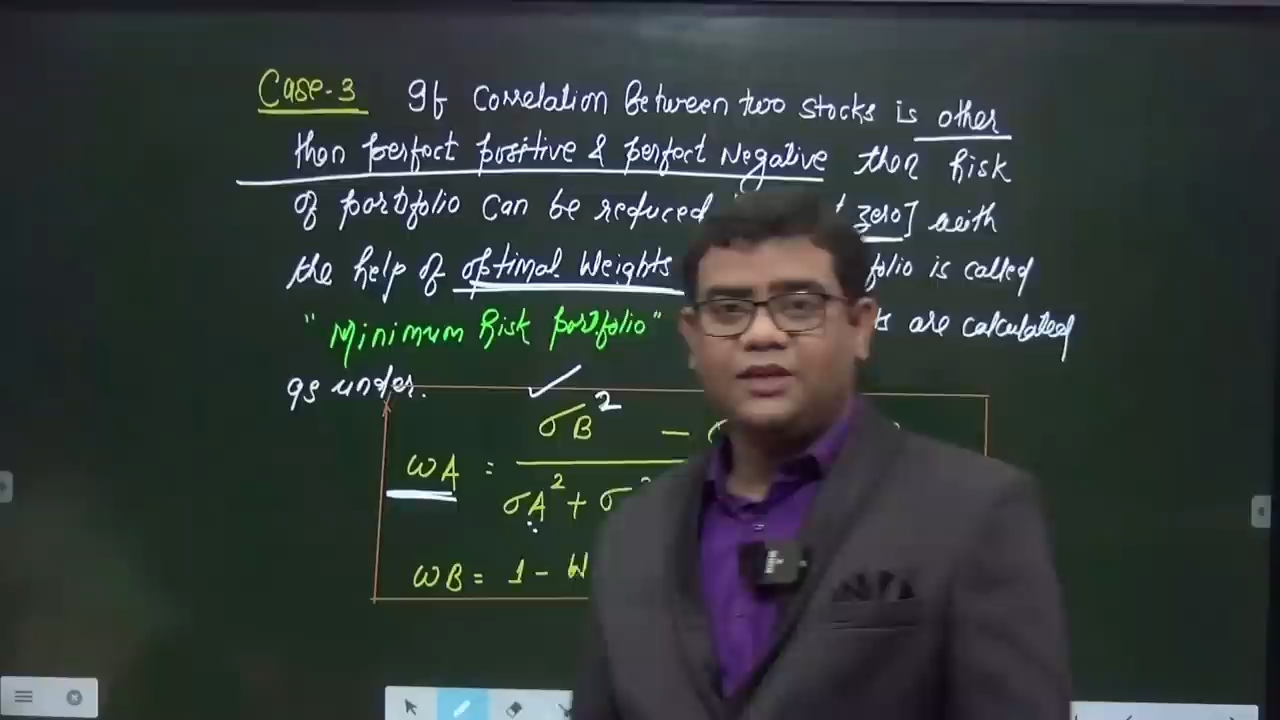 Case-3 If Correlation Between two stocks is other
than perfect positive & perfect Negative then Risk
of portfolio can be reduced zero] with
the help of optimal Weights folio is called
"Minimum Risk portfolio" are calculated
as under.
σB² -
WA =
σA² + σ
WB = 1 - W